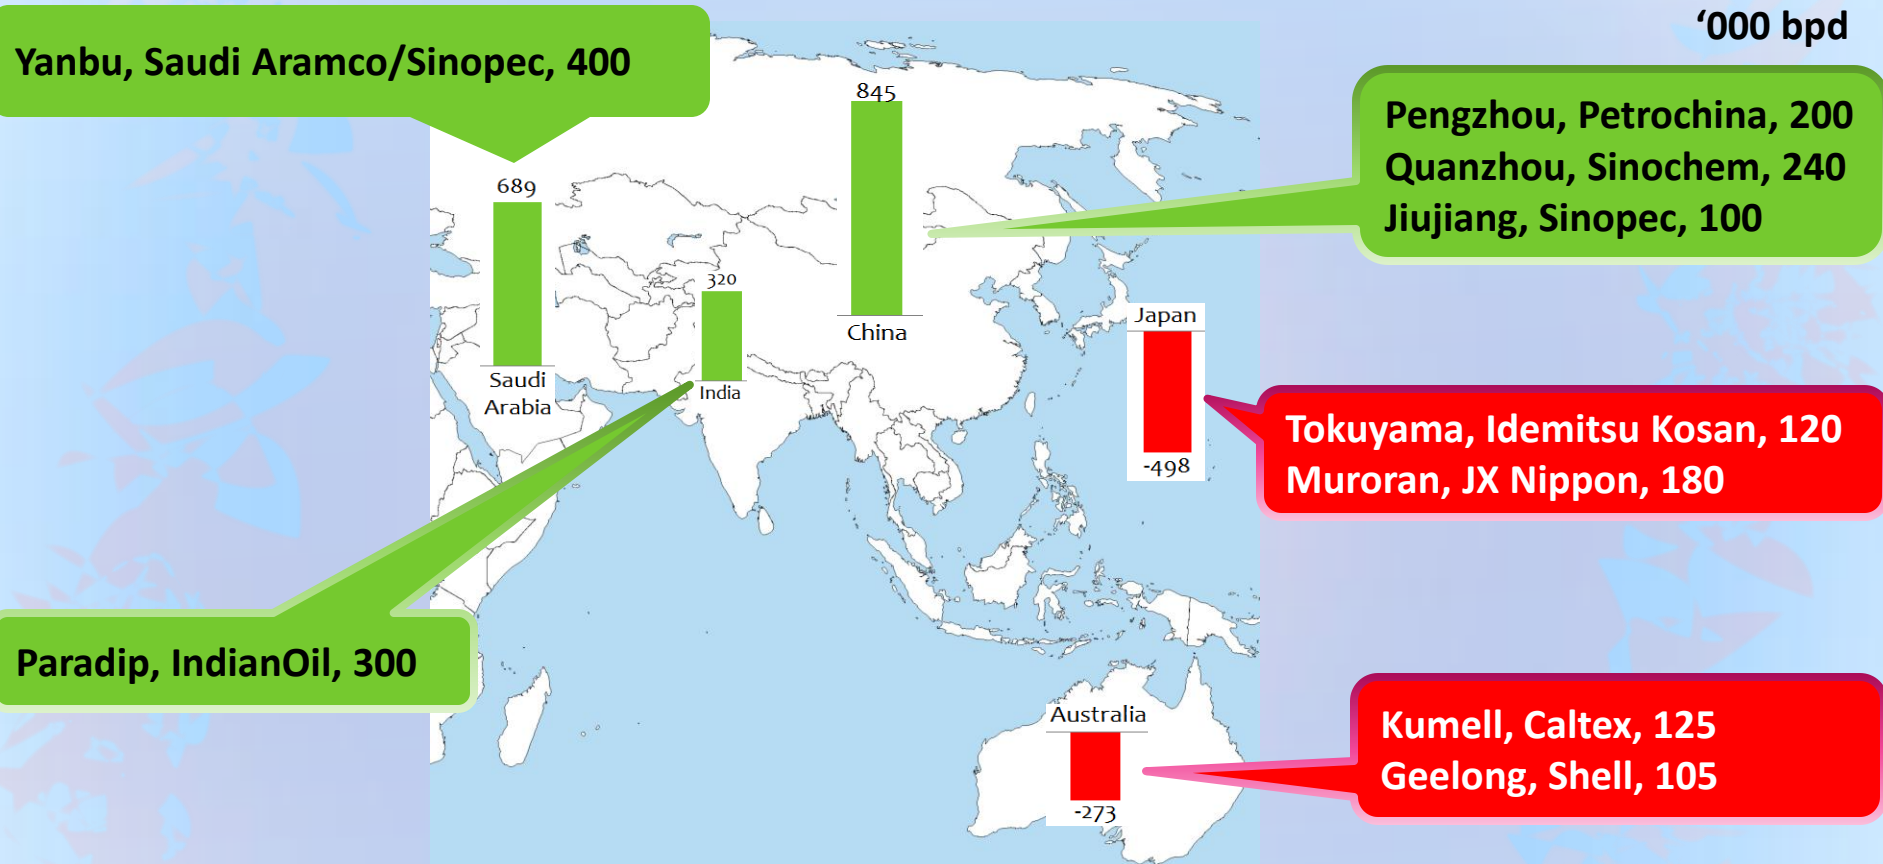 ‘000 bpd
Yanbu, Saudi Aramco/Sinopec, 400
Pengzhou, Petrochina, 200
Quanzhou, Sinochem, 240
Jiujiang, Sinopec, 100
845
689
320
China
Japan
Saudi
Arabia
India
-498
Tokuyama, Idemitsu Kosan, 120
Muroran, JX Nippon, 180
Paradip, IndianOil, 300
Australia
-273
Kumell, Caltex, 125
Geelong, Shell, 105